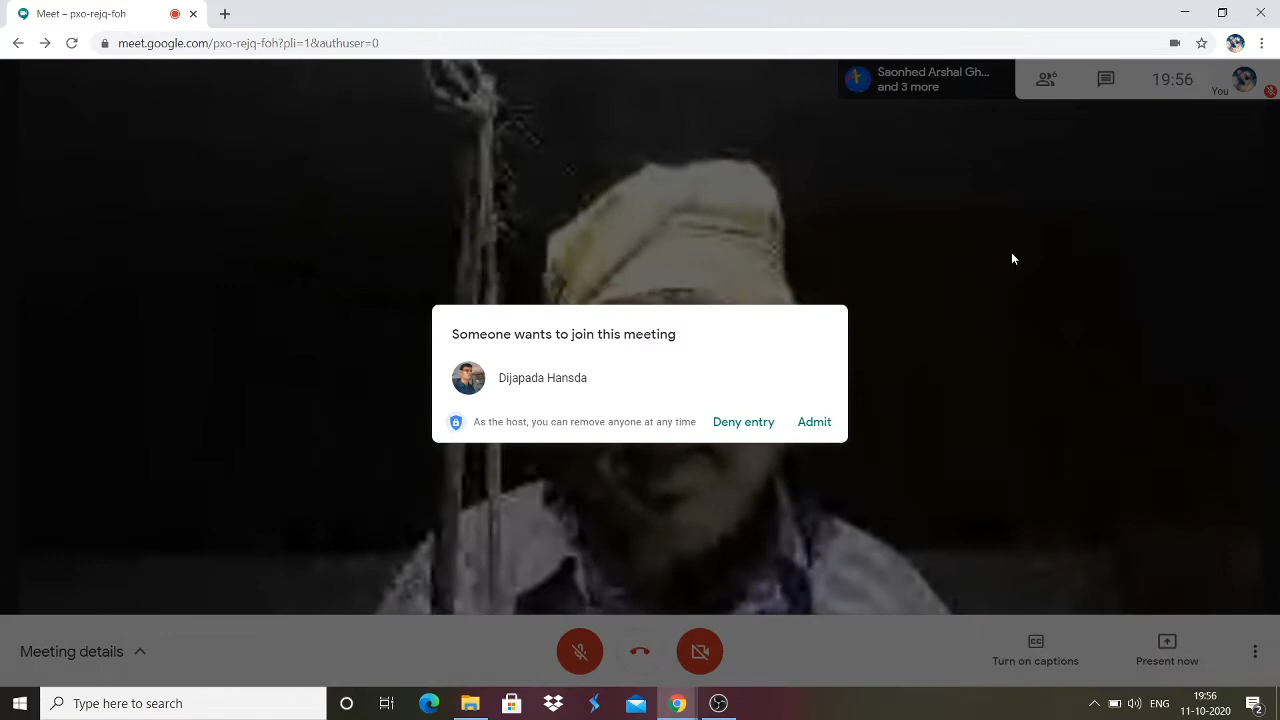 Meet – pxo-rejq-foh
meet.google.com/pxo-rejq-foh?pli=1&authuser=0
Saonhed Arshal Gh...
and 3 more
6
19:56
You
Someone wants to join this meeting
Dijapada Hansda
As the host, you can remove anyone at any time
Deny entry
Admit
Meeting details
CC
Turn on captions
Present now
Type here to search
ENG
19:56
11-10-2020
2